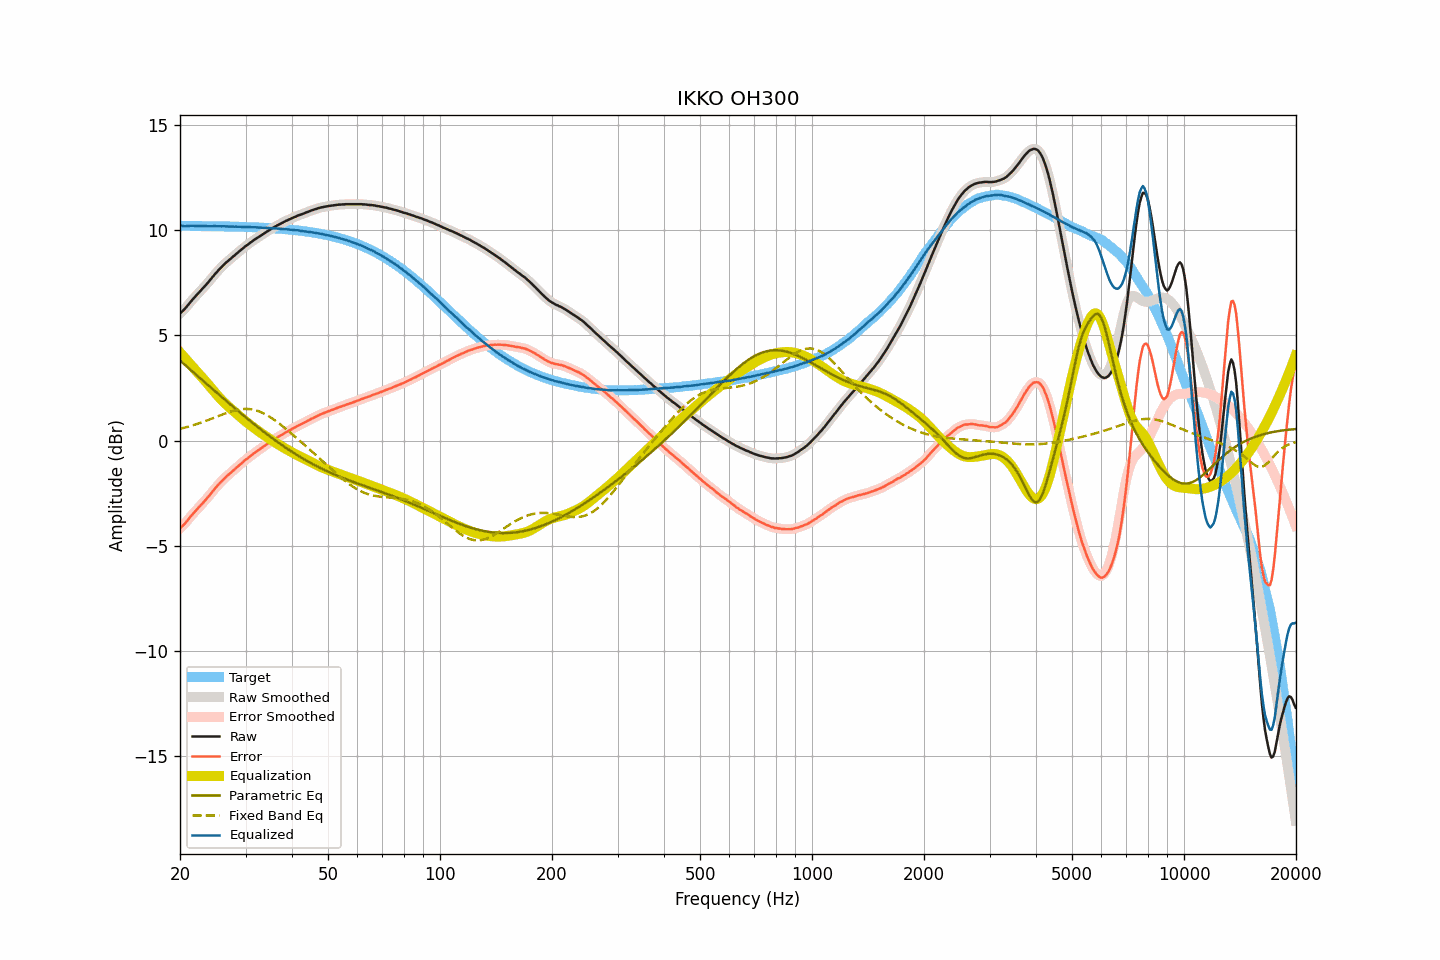 IKKO OH300
Amplitude (dBr)
15
10
5
0
−5
−10
−15
Target
Raw Smoothed
Error Smoothed
Raw
Error
Equalization
Parametric Eq
Fixed Band Eq
Equalized
20 50 100 200 500 1000 2000 5000 10000 20000
Frequency (Hz)